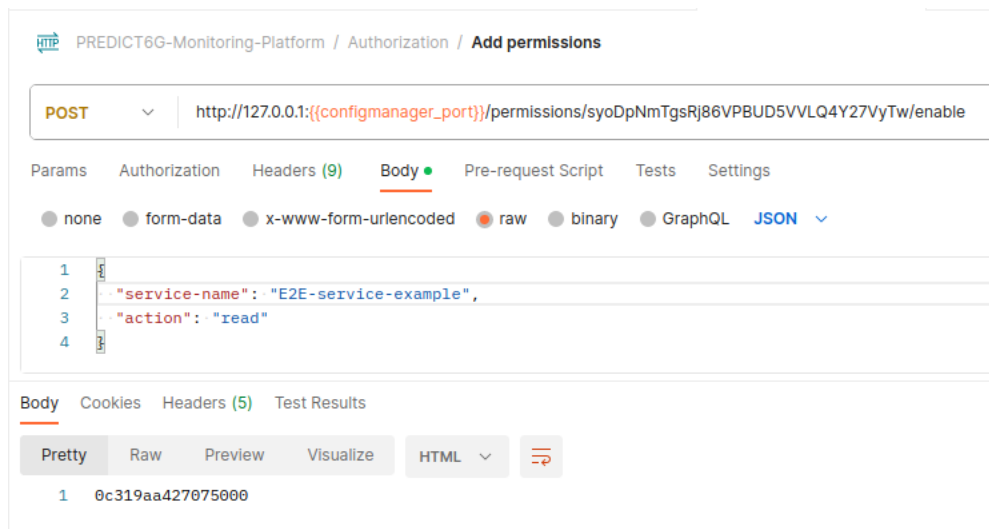 HTTP PREDICT6G-Monitoring-Platform / Authorization / Add permissions
POST http://127.0.0.1:{{configmanager_port}}/permissions/syoDpNmTgsRj86VPBUD5VVLQ4Y27VyTw/enable
Params Authorization Headers (9) Body Pre-request Script Tests Settings
none form-data x-www-form-urlencoded raw binary GraphQL JSON
1 {
2 "service-name": "E2E-service-example",
3 "action": "read"
4 }
Body Cookies Headers (5) Test Results
Pretty Raw Preview Visualize HTML
1 0c319aa427075000